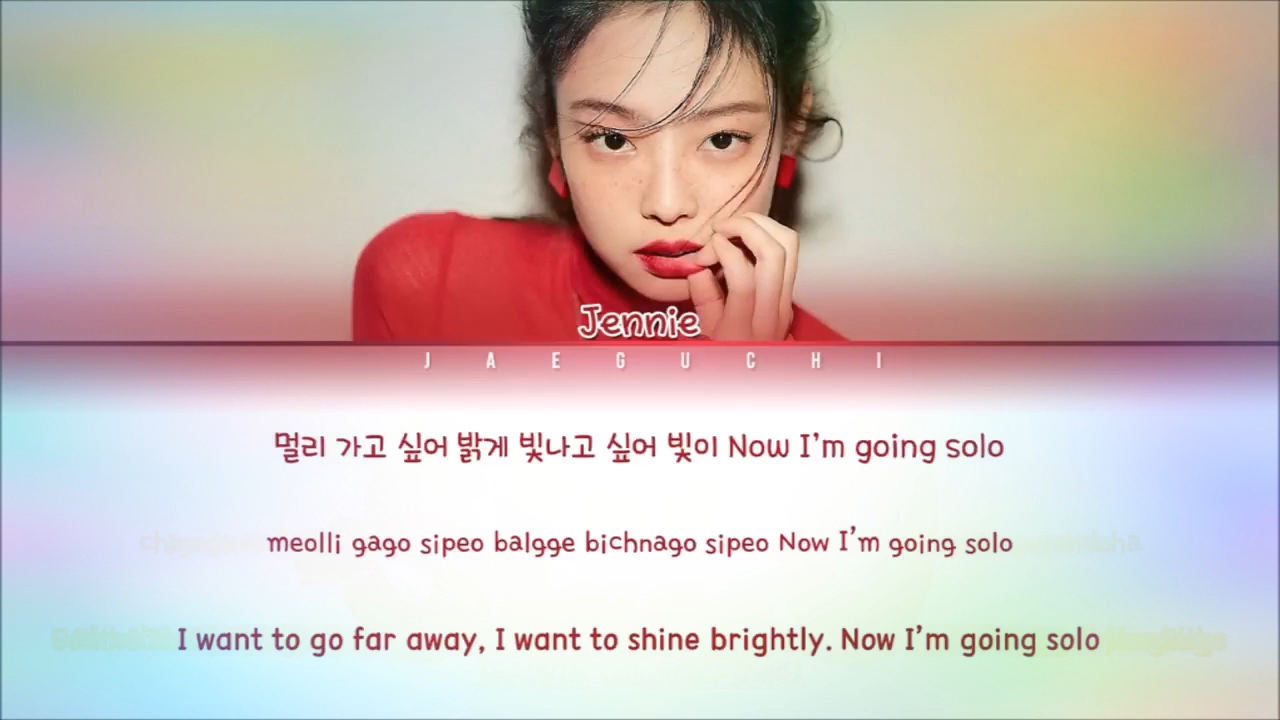 Jennie
JAEGUCHI
멀리 가고 싶어 밝게 빛나고 싶어 빛이 Now I'm going solo
meolli gago sipeo balgge bichnago sipeo Now I'm going solo
I want to go far away, I want to shine brightly. Now I'm going solo